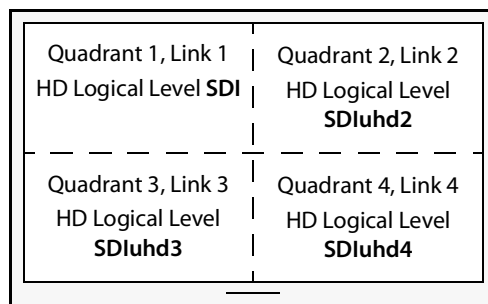 Quadrant 1, Link 1
HD Logical Level SDI
Quadrant 2, Link 2
HD Logical Level
SDIuhd2
Quadrant 3, Link 3
HD Logical Level
SDIuhd3
Quadrant 4, Link 4
HD Logical Level
SDIuhd4